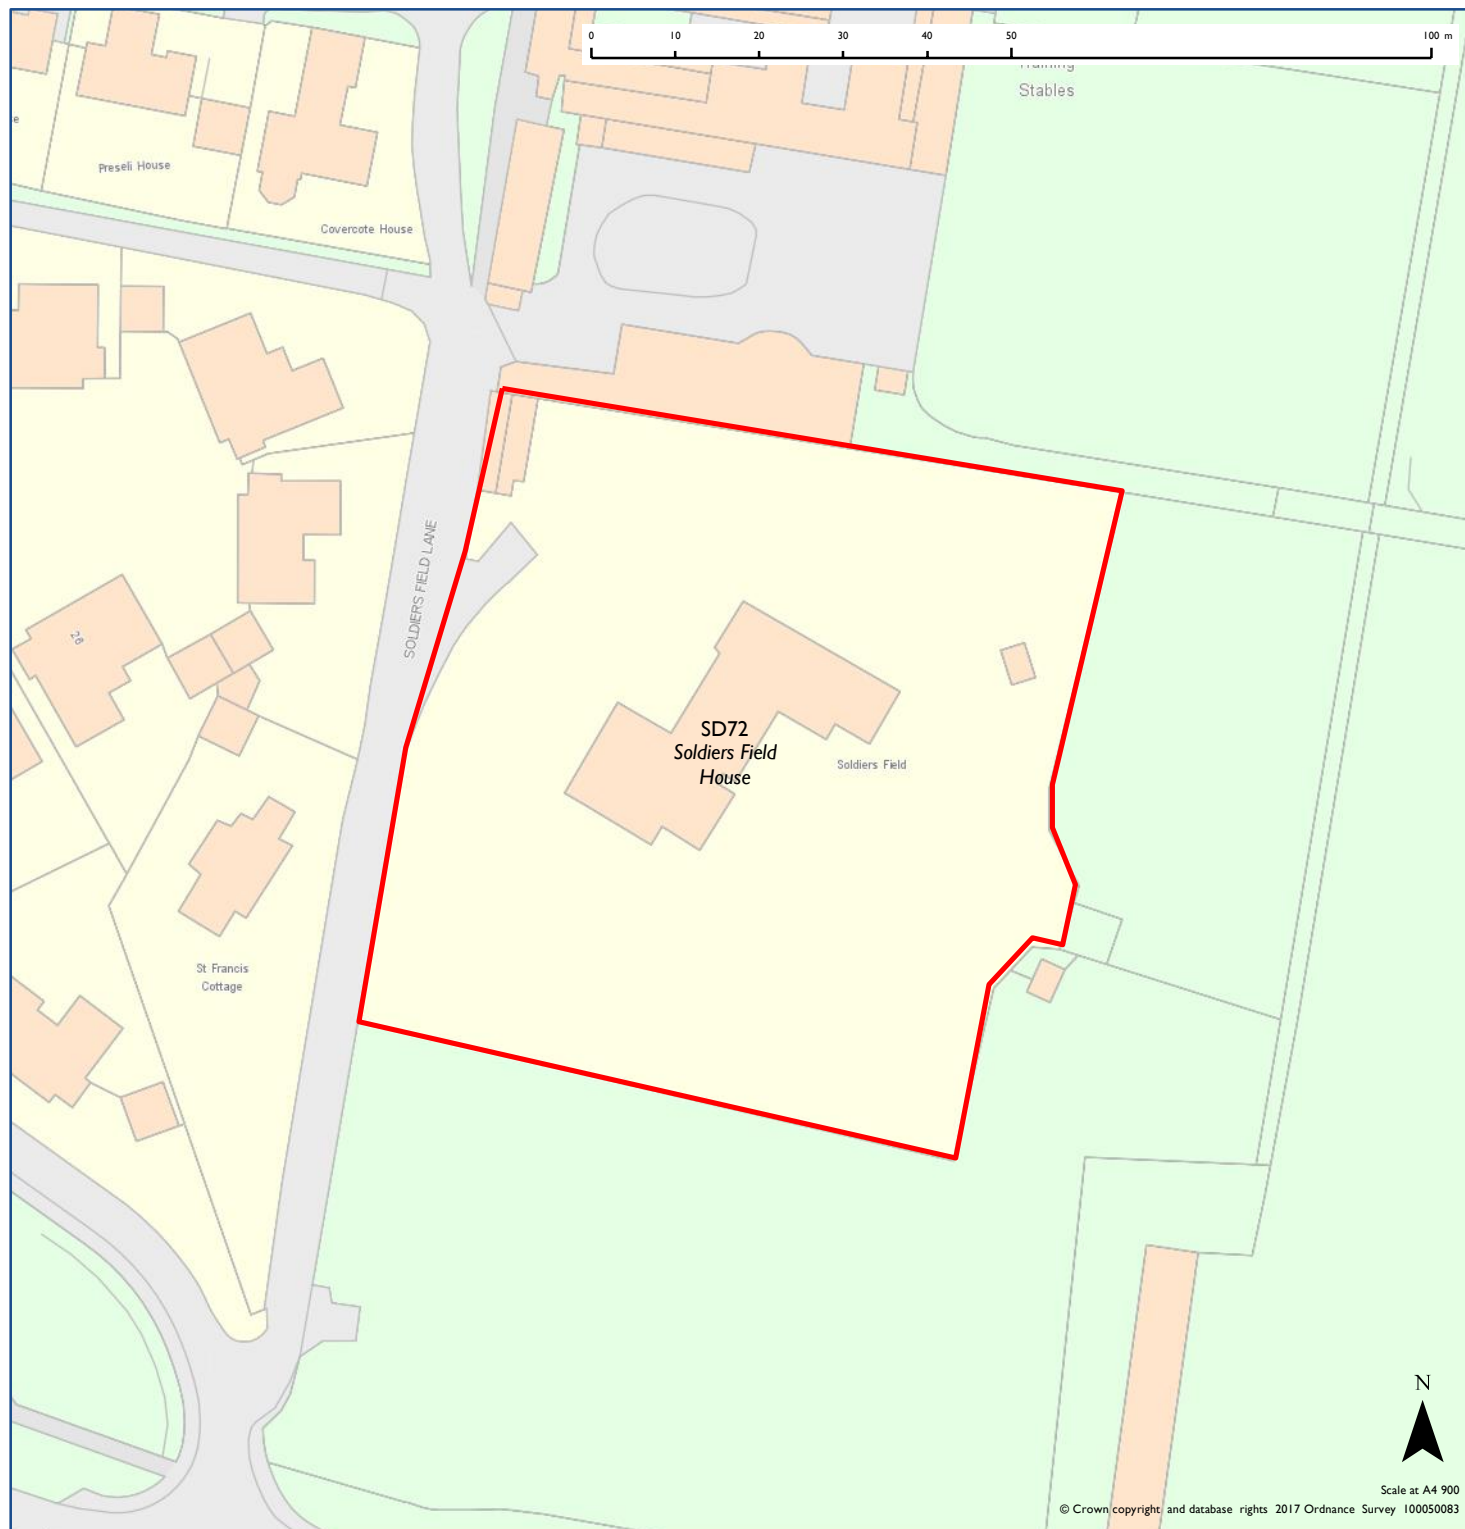 0 10 20 30 40 50 100 m
Training
Stables
e
Preseli House
Covercote House
SOLDIERS FIELD LANE
28
SD72
Soldiers Field
House
Soldiers Field
St Francis
Cottage
N
Scale at A4 900
© Crown copyright and database rights 2017 Ordnance Survey 100050083